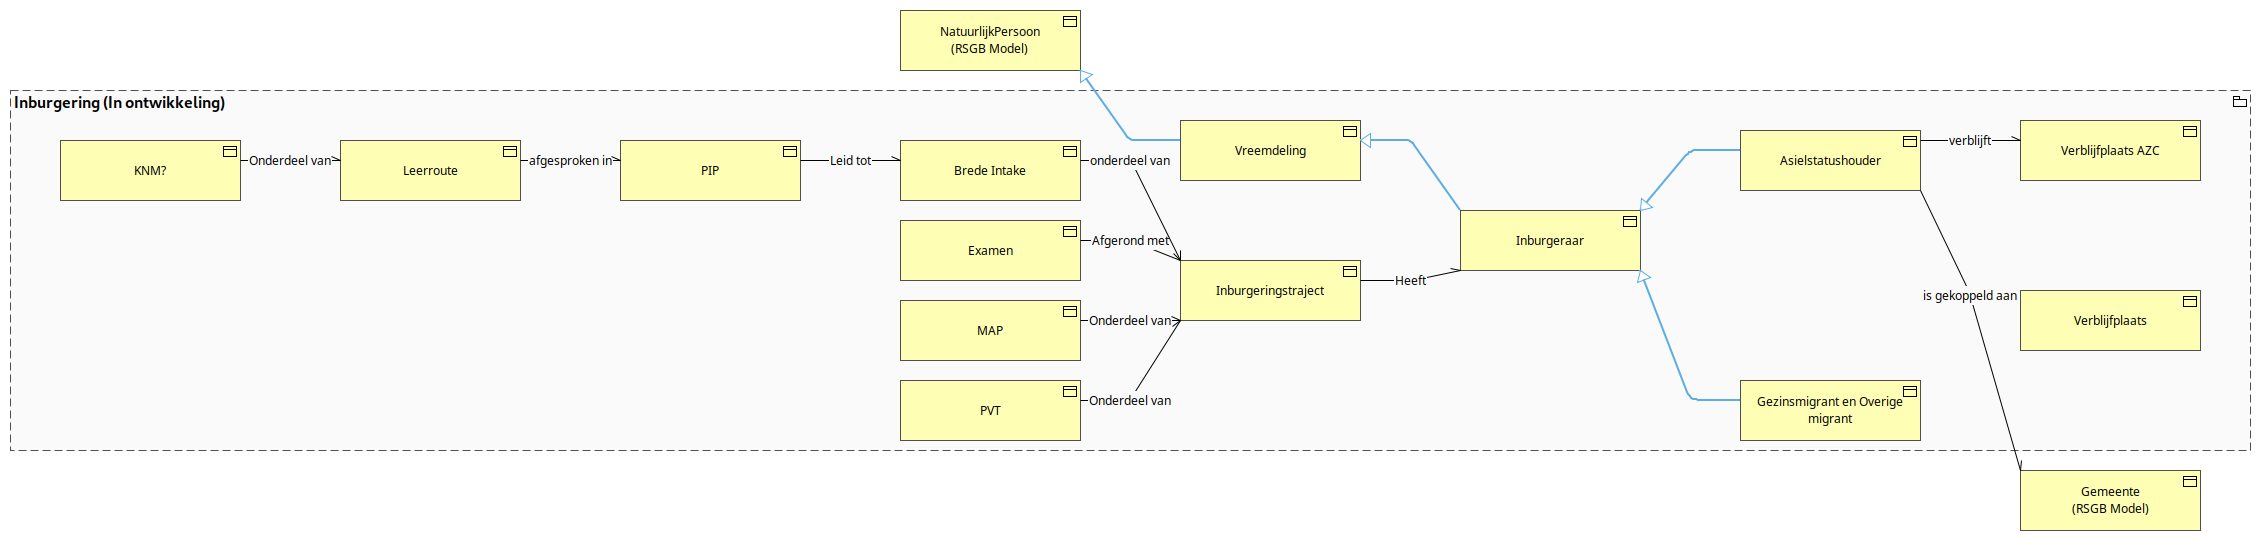 NatuurlijkPersoon
(RSGB Model)
Inburgering (In ontwikkeling)
KNM?
Onderdeel van
Leerroute
afgesproken in
PIP
Leid tot
Brede Intake
onderdeel van
Vreemdeling
Asielstatushouder
verblijft
Verblijfplaats AZC
Examen
Afgerond met
Inburgeraar
Inburgeringstraject
Heeft
is gekoppeld aan
Verblijfplaats
MAP
Onderdeel van
PVT
Onderdeel van
Gezinsmigrant en Overige
migrant
Gemeente
(RSGB Model)